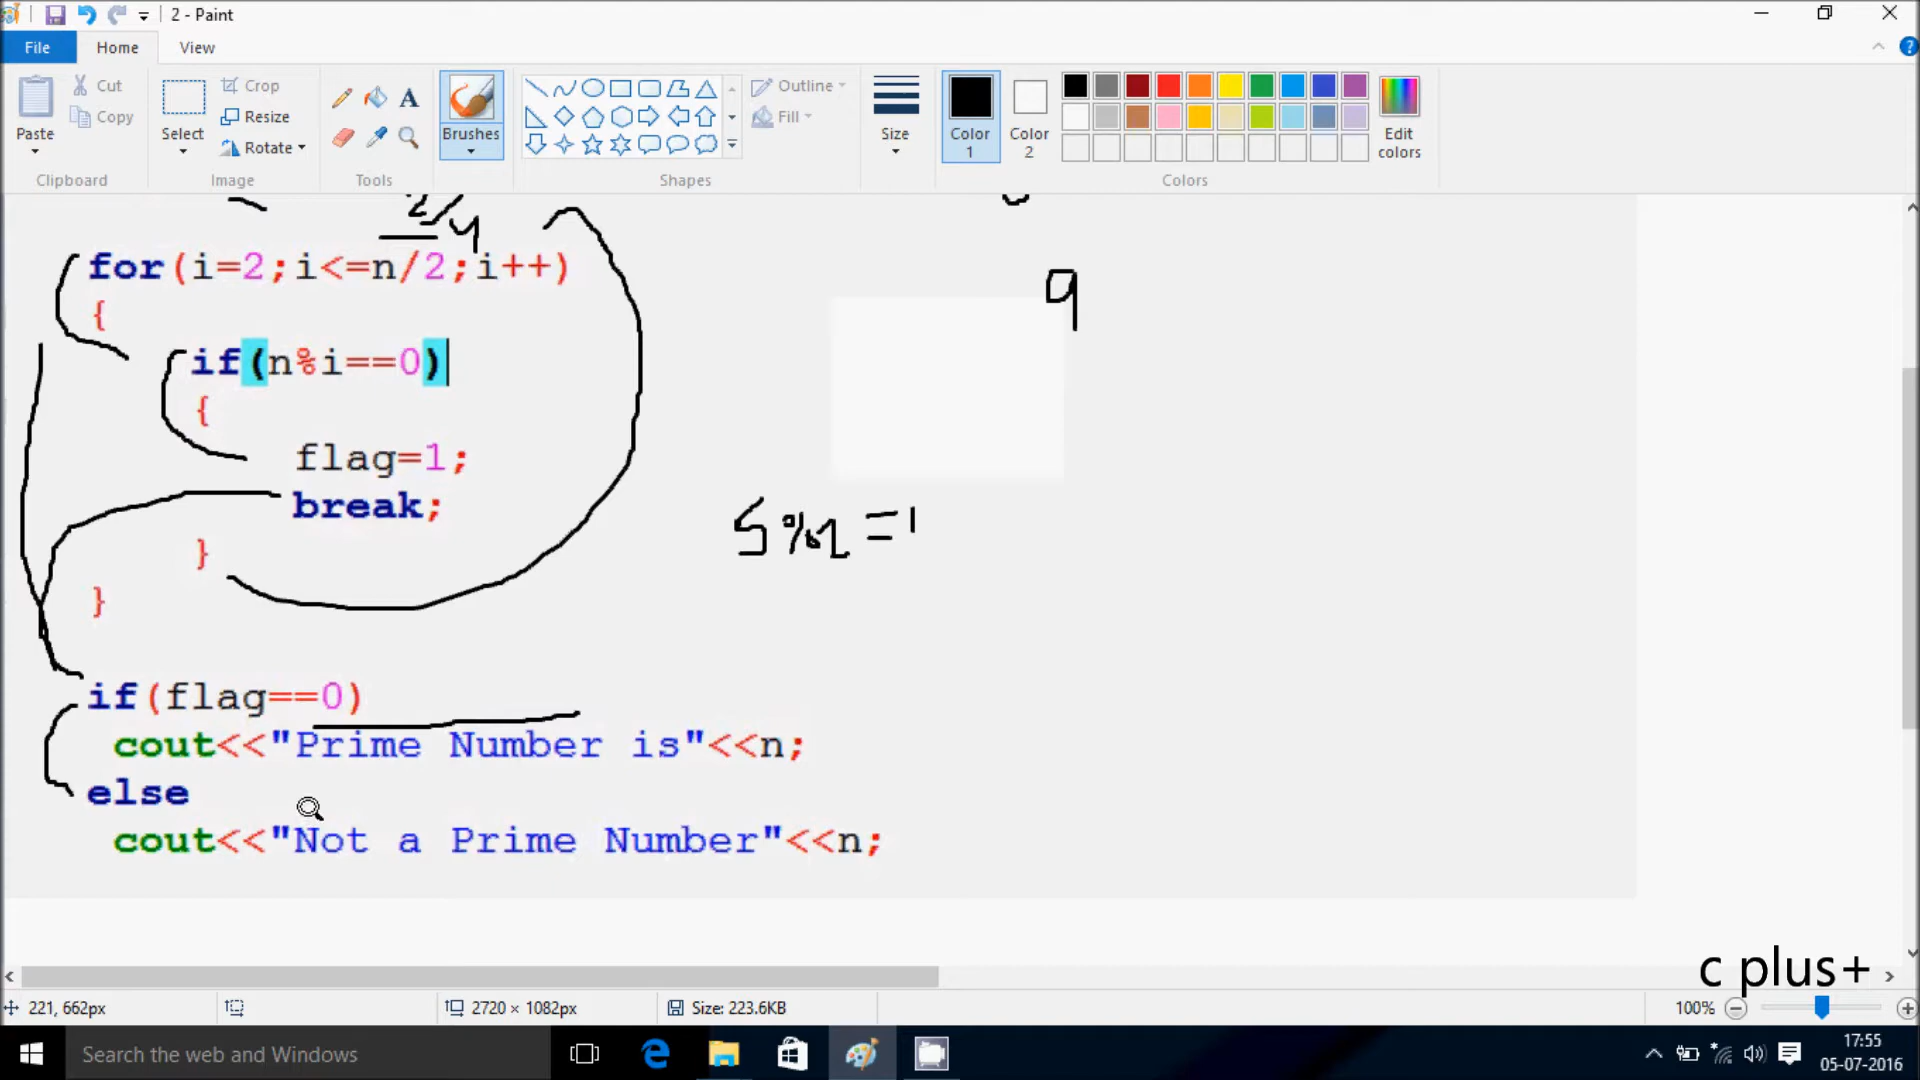 2 - Paint
File Home View
Paste
Cut
Copy
Clipboard
Select
Crop
Resize
Rotate
Image
Tools
Brushes
Shapes
Outline
Fill
Size
Color 1
Color 2
Edit colors
Colors
2/4
for(i=2;i<=n/2;i++)
9
{
if(n%i==0)
{
flag=1;
break;
5%2=1
}
}
if(flag==0)
cout<<"Prime Number is"<<n;
else
cout<<"Not a Prime Number"<<n;
c plus+
221, 662px
2720 × 1082px
Size: 223.6KB
100%
Search the web and Windows
17:55
05-07-2016